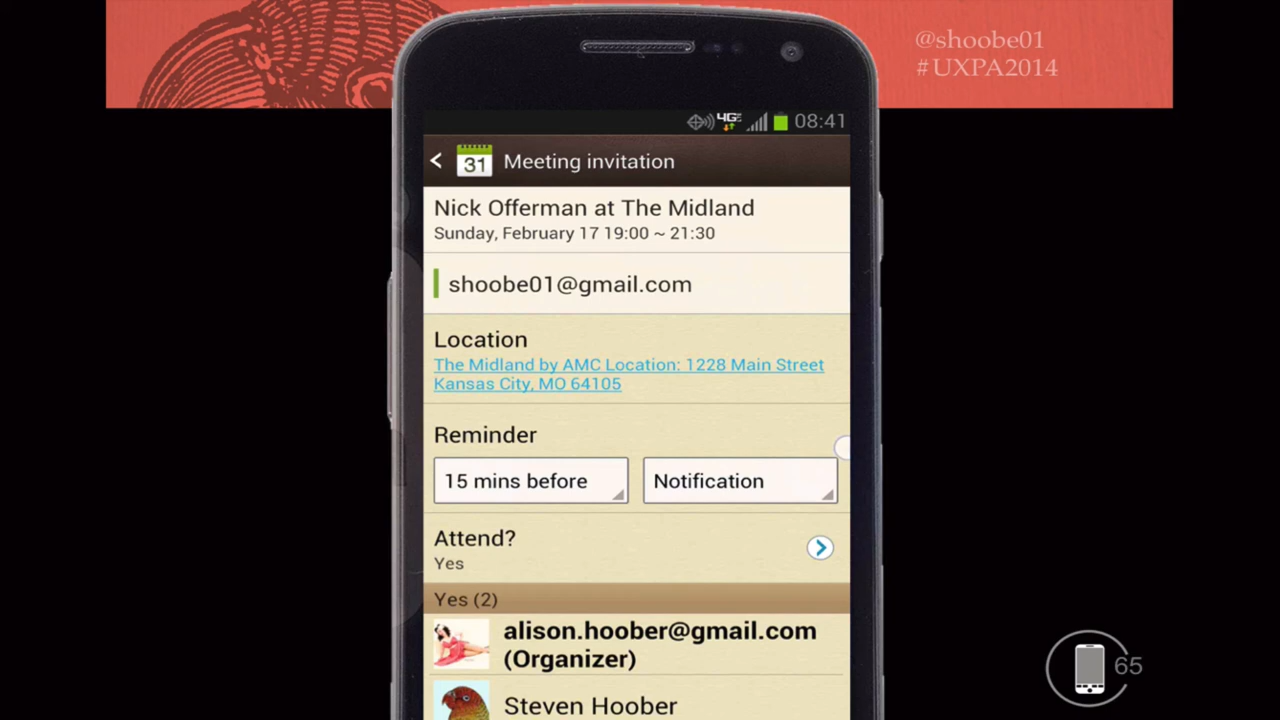 @shoobe01
#UXPA2014
4G 08:41
31 Meeting invitation
Nick Offerman at The Midland
Sunday, February 17 19:00 ~ 21:30
shoobe01@gmail.com
Location
The Midland by AMC Location: 1228 Main Street
Kansas City, MO 64105
Reminder
15 mins before Notification
Attend?
Yes
Yes (2)
alison.hoober@gmail.com
(Organizer)
Steven Hoober
65